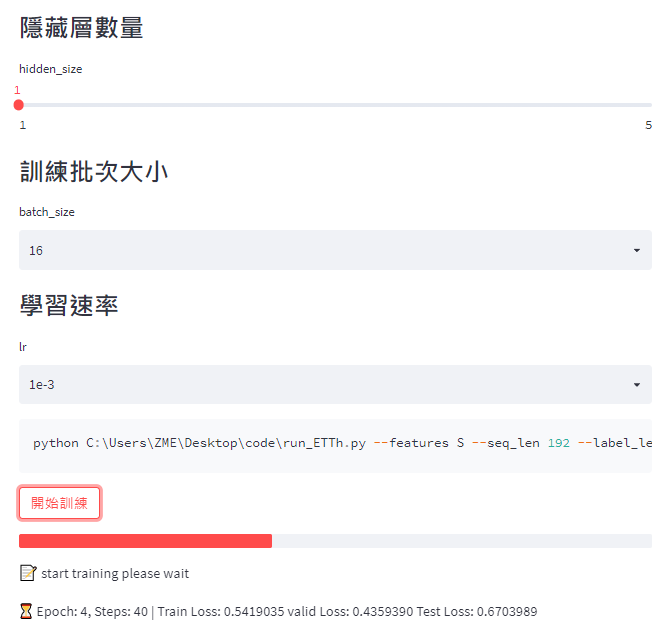 隱藏層數量
hidden_size
1
1 5
訓練批次大小
batch_size
16
學習速率
lr
1e-3
python C:\Users\ZME\Desktop\code\run_ETTh.py --features S --seq_len 192 --label_le
開始訓練
📝 start training please wait
⏳ Epoch: 4, Steps: 40 | Train Loss: 0.5419035 valid Loss: 0.4359390 Test Loss: 0.6703989